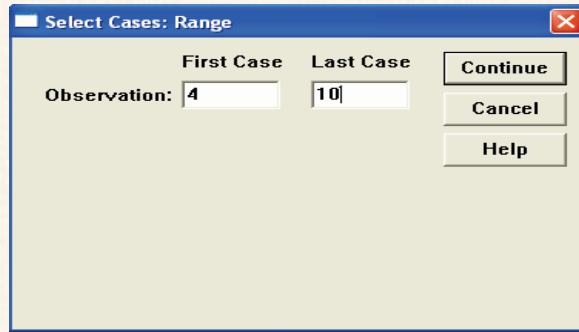 Select Cases: Range
First Case Last Case
Observation: 4 10
Continue
Cancel
Help